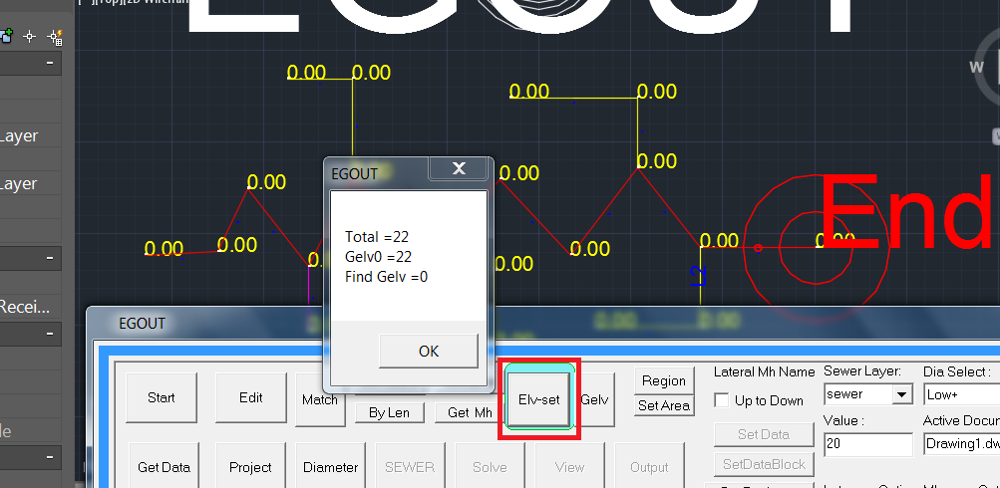 [-][Top][2D Wirefram
EGOUT
0.00 0.00
0.00 0.00
Layer
0.00
0.00
Layer
0.00
0.00 0.00
0.00
0.00
0.00
0.00
0.00
End
W
EGOUT
X
Total =22
Gelv0 =22
Find Gelv =0
OK
Recei...
0.00 0.00
EGOUT
Start
Edit
Match
By Len
Get Mh
Elv-set
Gelv
Region
Set Area
Lateral Mh Name
Up to Down
Set Data
SetDataBlock
Sewer Layer:
sewer
Value :
20
Dia Select :
Low+
Active Docum
Drawing1.dw
Get Data
Project
Diameter
SEWER
Solve
View
Output